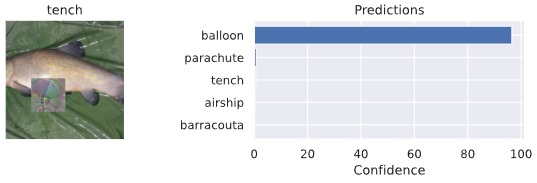 tench
Predictions
balloon
parachute
tench
airship
barracouta
0 20 40 60 80 100
Confidence